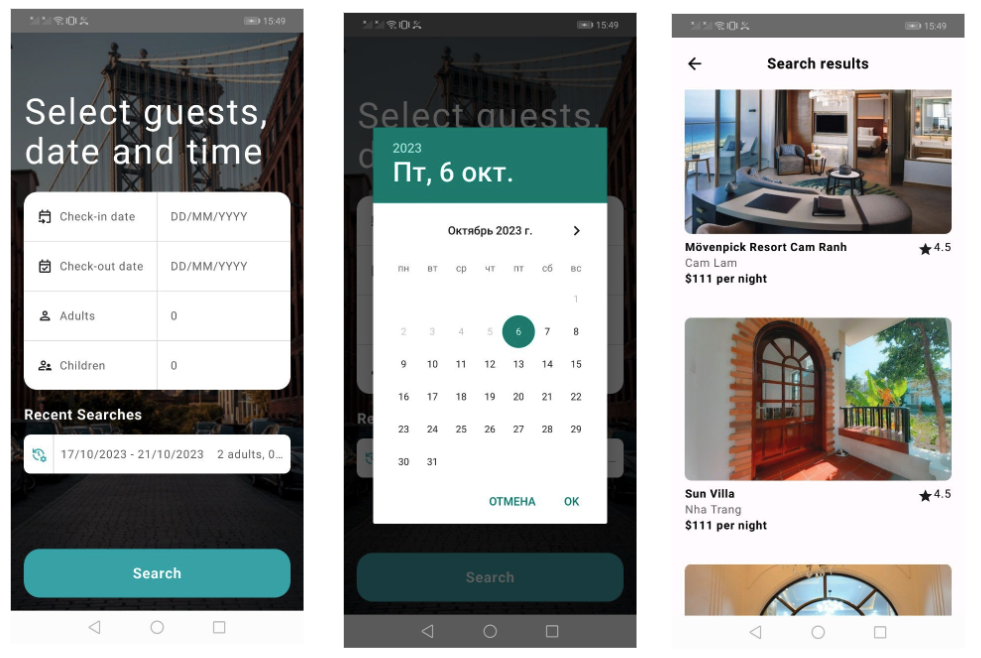 15:49
Select guests,
date and time
Check-in date DD/MM/YYYY
Check-out date DD/MM/YYYY
Adults 0
Children 0
Recent Searches
17/10/2023 - 21/10/2023 2 adults, 0...
Search
15:49
Select guests,
d
2023
Пт, 6 окт.
Октябрь 2023 г.
пн вт ср чт пт сб вс
1
2 3 4 5 6 7 8
9 10 11 12 13 14 15
16 17 18 19 20 21 22
23 24 25 26 27 28 29
30 31
ОТМЕНА OK
Re
Search
15:49
Search results
Mövenpick Resort Cam Ranh 4.5
Cam Lam
$111 per night
Sun Villa 4.5
Nha Trang
$111 per night